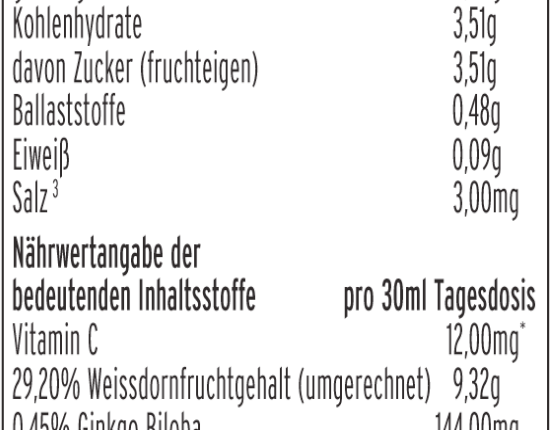 Kohlenhydrate 3,51g
davon Zucker (fruchteigen) 3,51g
Ballaststoffe 0,48g
Eiweiß 0,09g
Salz ³ 3,00mg
Nährwertangabe der
bedeutenden Inhaltsstoffe pro 30ml Tagesdosis
Vitamin C 12,00mg*
29,20% Weissdornfruchtgehalt (umgerechnet) 9,32g
0,45% Ginkgo Biloba 144,00mg